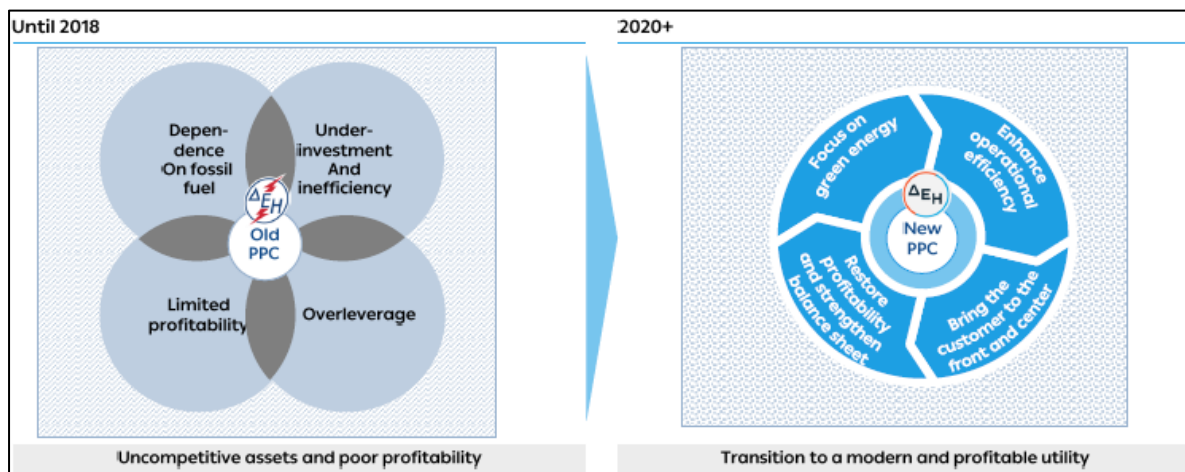 Until 2018
Depen-
dence
On fossil
fuel
Under-
investment
And
inefficiency
ΔEH
Old
PPC
Limited
profitability
Overleverage
Uncompetitive assets and poor profitability
2020+
Focus on
green energy
Enhance
operational
efficiency
ΔEH
New
PPC
Restore
profitability
and strengthen
balance sheet
Bring the
customer to the
front and center
Transition to a modern and profitable utility